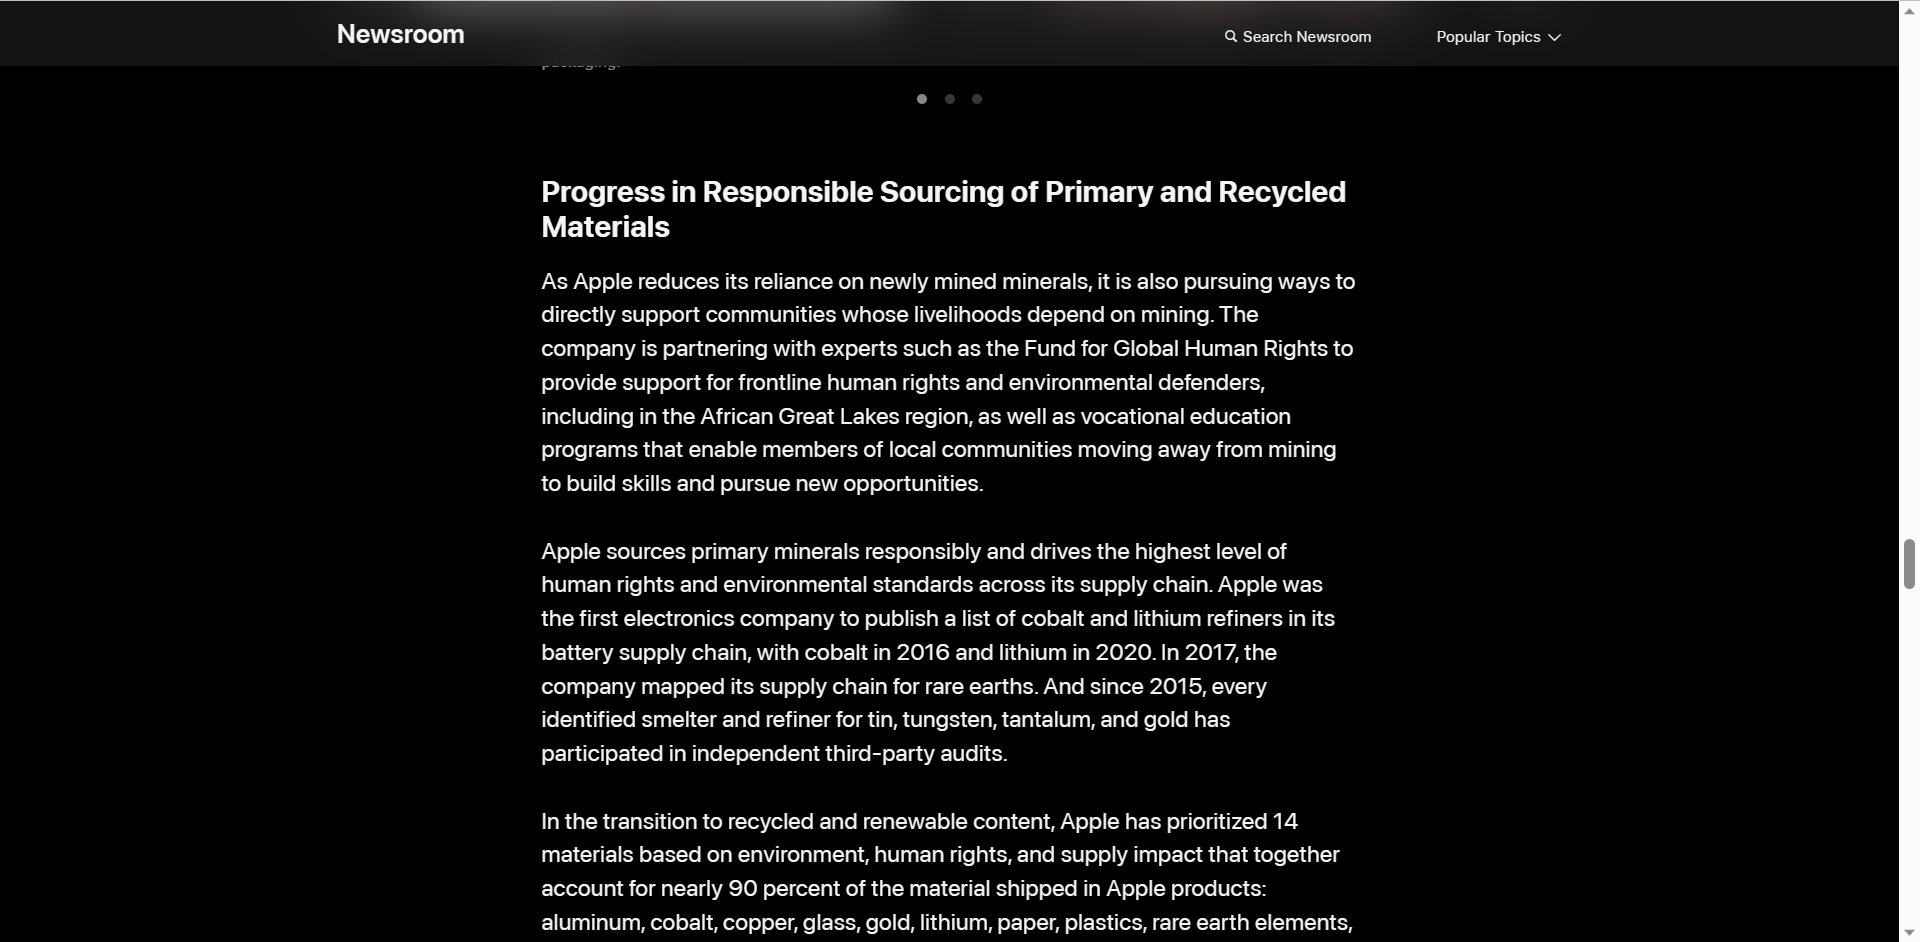 Newsroom
Search Newsroom
Popular Topics
packaging.
Progress in Responsible Sourcing of Primary and Recycled
Materials
As Apple reduces its reliance on newly mined minerals, it is also pursuing ways to
directly support communities whose livelihoods depend on mining. The
company is partnering with experts such as the Fund for Global Human Rights to
provide support for frontline human rights and environmental defenders,
including in the African Great Lakes region, as well as vocational education
programs that enable members of local communities moving away from mining
to build skills and pursue new opportunities.
Apple sources primary minerals responsibly and drives the highest level of
human rights and environmental standards across its supply chain. Apple was
the first electronics company to publish a list of cobalt and lithium refiners in its
battery supply chain, with cobalt in 2016 and lithium in 2020. In 2017, the
company mapped its supply chain for rare earths. And since 2015, every
identified smelter and refiner for tin, tungsten, tantalum, and gold has
participated in independent third-party audits.
In the transition to recycled and renewable content, Apple has prioritized 14
materials based on environment, human rights, and supply impact that together
account for nearly 90 percent of the material shipped in Apple products:
aluminum, cobalt, copper, glass, gold, lithium, paper, plastics, rare earth elements,